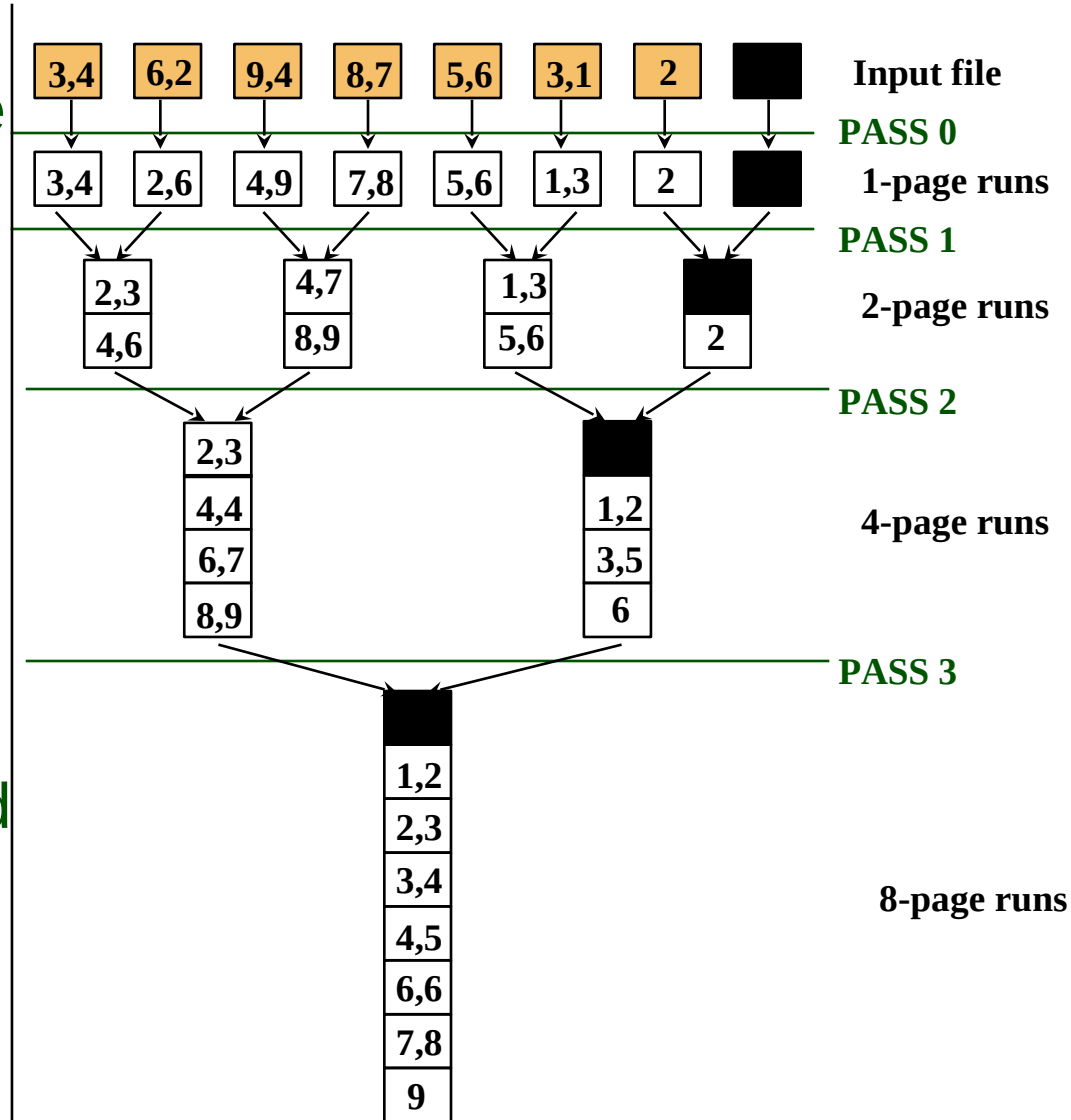 3,4 6,2 9,4 8,7 5,6 3,1 2 Input file
e
PASS 0
3,4 2,6 4,9 7,8 5,6 1,3 2 1-page runs
PASS 1
2,3 4,7 1,3
2-page runs
4,6 8,9 5,6 2
PASS 2
2,3
4,4 1,2
4-page runs
6,7 3,5
8,9 6
PASS 3
1,2
d
2,3
3,4
8-page runs
4,5
6,6
7,8
9